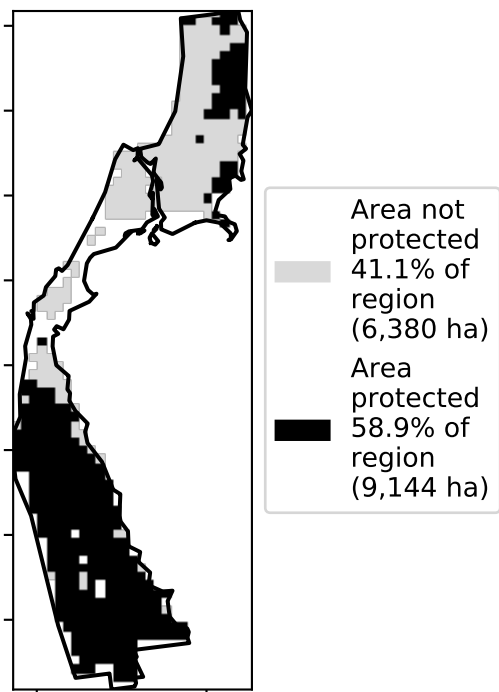 Area not
protected
41.1% of
region
(6,380 ha)
Area
protected
58.9% of
region
(9,144 ha)